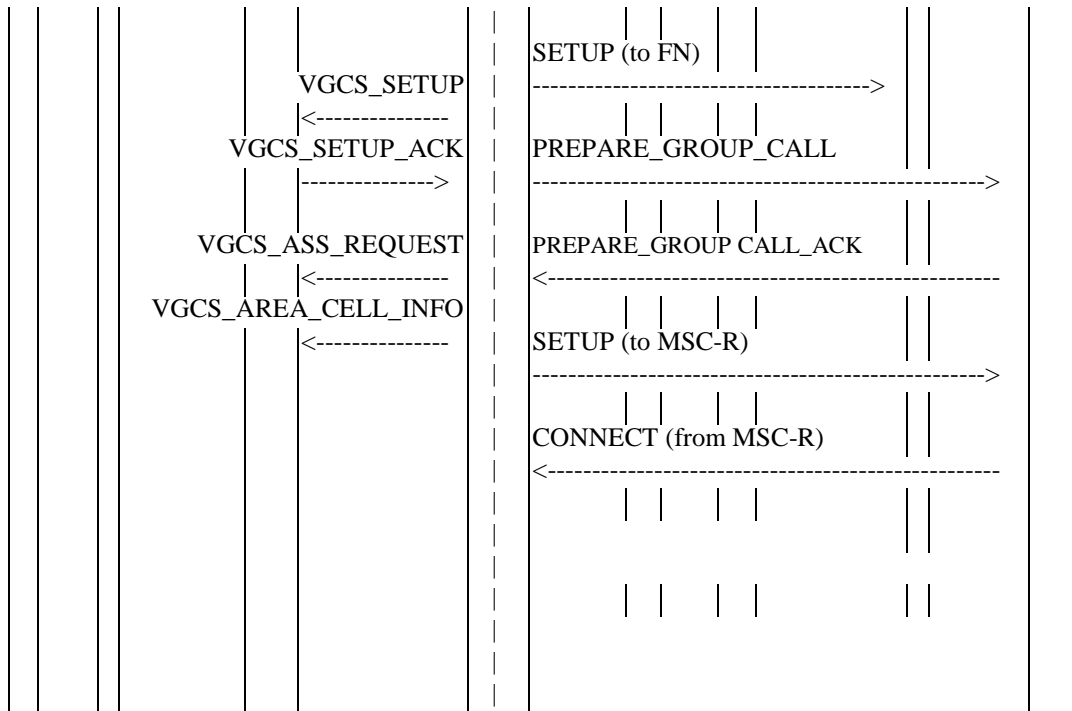 SETUP (to FN)
VGCS_SETUP
VGCS_SETUP_ACK
PREPARE_GROUP_CALL
VGCS_ASS_REQUEST
PREPARE_GROUP CALL_ACK
VGCS_AREA_CELL_INFO
SETUP (to MSC-R)
CONNECT (from MSC-R)